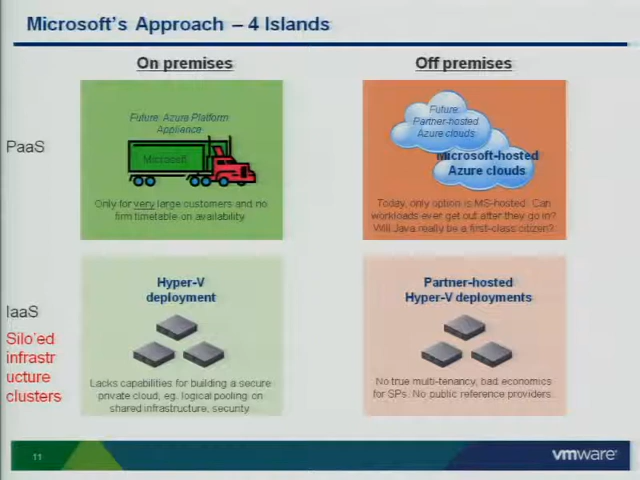 Microsoft's Approach – 4 Islands
On premises
Off premises
PaaS
Future: Azure Platform
Appliance
Microsoft
Only for very large customers and no
firm timetable on availability
Future:
Partner-hosted
Azure clouds
Microsoft-hosted
Azure clouds
Today, only option is MS-hosted. Can
workloads ever get out after they go in?
Will Java really be a first-class citizen?
IaaS
Silo'ed
infrastr
ucture
clusters
Hyper-V
deployment
Lacks capabilities for building a secure
private cloud, eg. logical pooling on
shared infrastructure, security
Partner-hosted
Hyper-V deployments
No true multi-tenancy, bad economics
for SPs. No public reference providers.
11
vmware